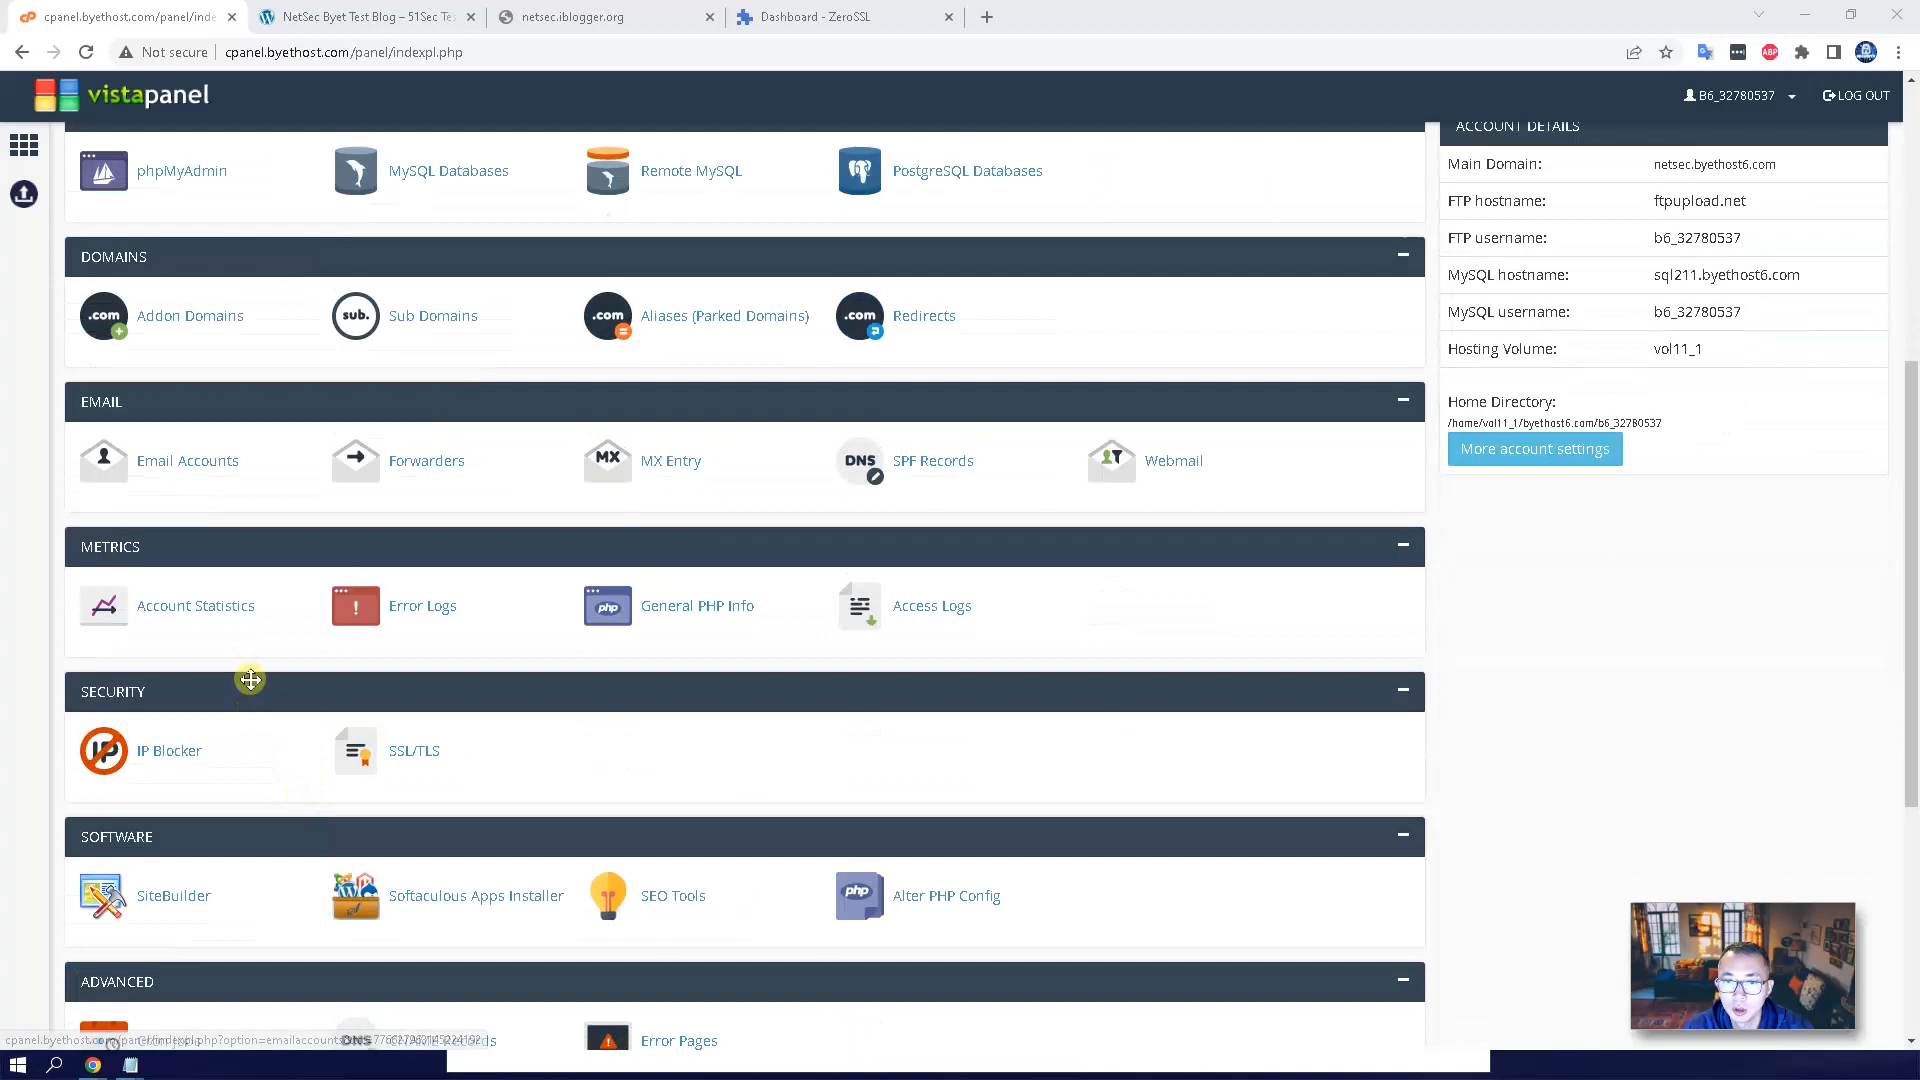 cpanel.byethost.com/panel/inde
NetSec Byet Test Blog – 51Sec Tes
netsec.iblogger.org
Dashboard - ZeroSSL
Not secure
cpanel.byethost.com/panel/indexpl.php
ABP
vistapanel
B6_32780537
LOG OUT
phpMyAdmin
MySQL Databases
Remote MySQL
PostgreSQL Databases
DOMAINS
.com
Addon Domains
sub.
Sub Domains
.com
Aliases (Parked Domains)
.com
Redirects
EMAIL
Email Accounts
Forwarders
MX
MX Entry
DNS
SPF Records
Webmail
METRICS
Account Statistics
Error Logs
php
General PHP Info
Access Logs
SECURITY
IP
IP Blocker
SSL/TLS
SOFTWARE
SiteBuilder
Softaculous Apps Installer
SEO Tools
php
Alter PHP Config
ADVANCED
Error Pages
ACCOUNT DETAILS
Main Domain: netsec.byethost6.com
FTP hostname: ftpupload.net
FTP username: b6_32780537
MySQL hostname: sql211.byethost6.com
MySQL username: b6_32780537
Hosting Volume: vol11_1
Home Directory:
/home/vol11_1/byethost6.com/b6_32780537
More account settings